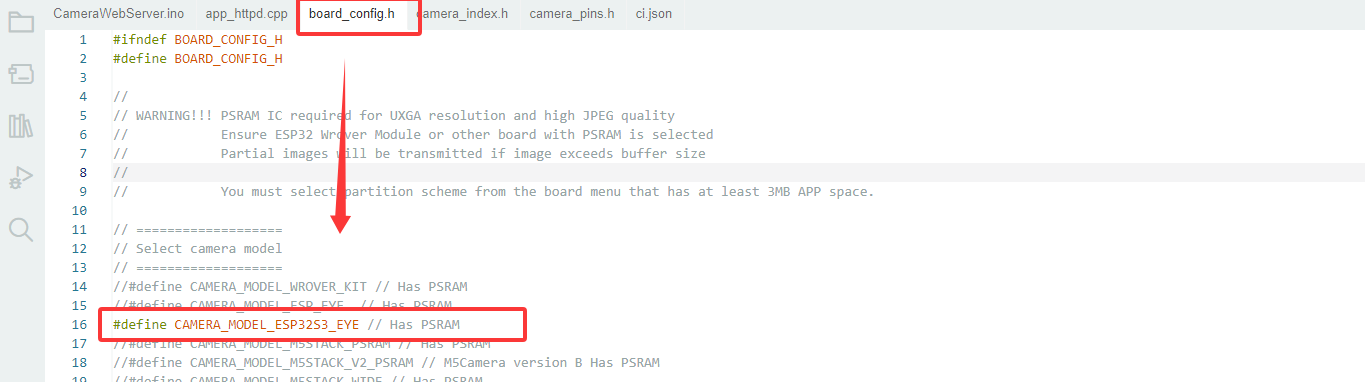 CameraWebServer.ino app_httpd.cpp board_config.h camera_index.h camera_pins.h ci.json
1 #ifndef BOARD_CONFIG_H
2 #define BOARD_CONFIG_H
3
4 //
5 // WARNING!!! PSRAM IC required for UXGA resolution and high JPEG quality
6 // Ensure ESP32 Wrover Module or other board with PSRAM is selected
7 // Partial images will be transmitted if image exceeds buffer size
8 //
9 // You must select partition scheme from the board menu that has at least 3MB APP space.
10
11 // ===================
12 // Select camera model
13 // ===================
14 //#define CAMERA_MODEL_WROVER_KIT // Has PSRAM
15 //#define CAMERA_MODEL_ESP_EYE // Has PSRAM
16 #define CAMERA_MODEL_ESP32S3_EYE // Has PSRAM
17 //#define CAMERA_MODEL_M5STACK_PSRAM // Has PSRAM
18 //#define CAMERA_MODEL_M5STACK_V2_PSRAM // M5Camera version B Has PSRAM
19 //#define CAMERA_MODEL_M5STACK_WIDE // Has PSRAM